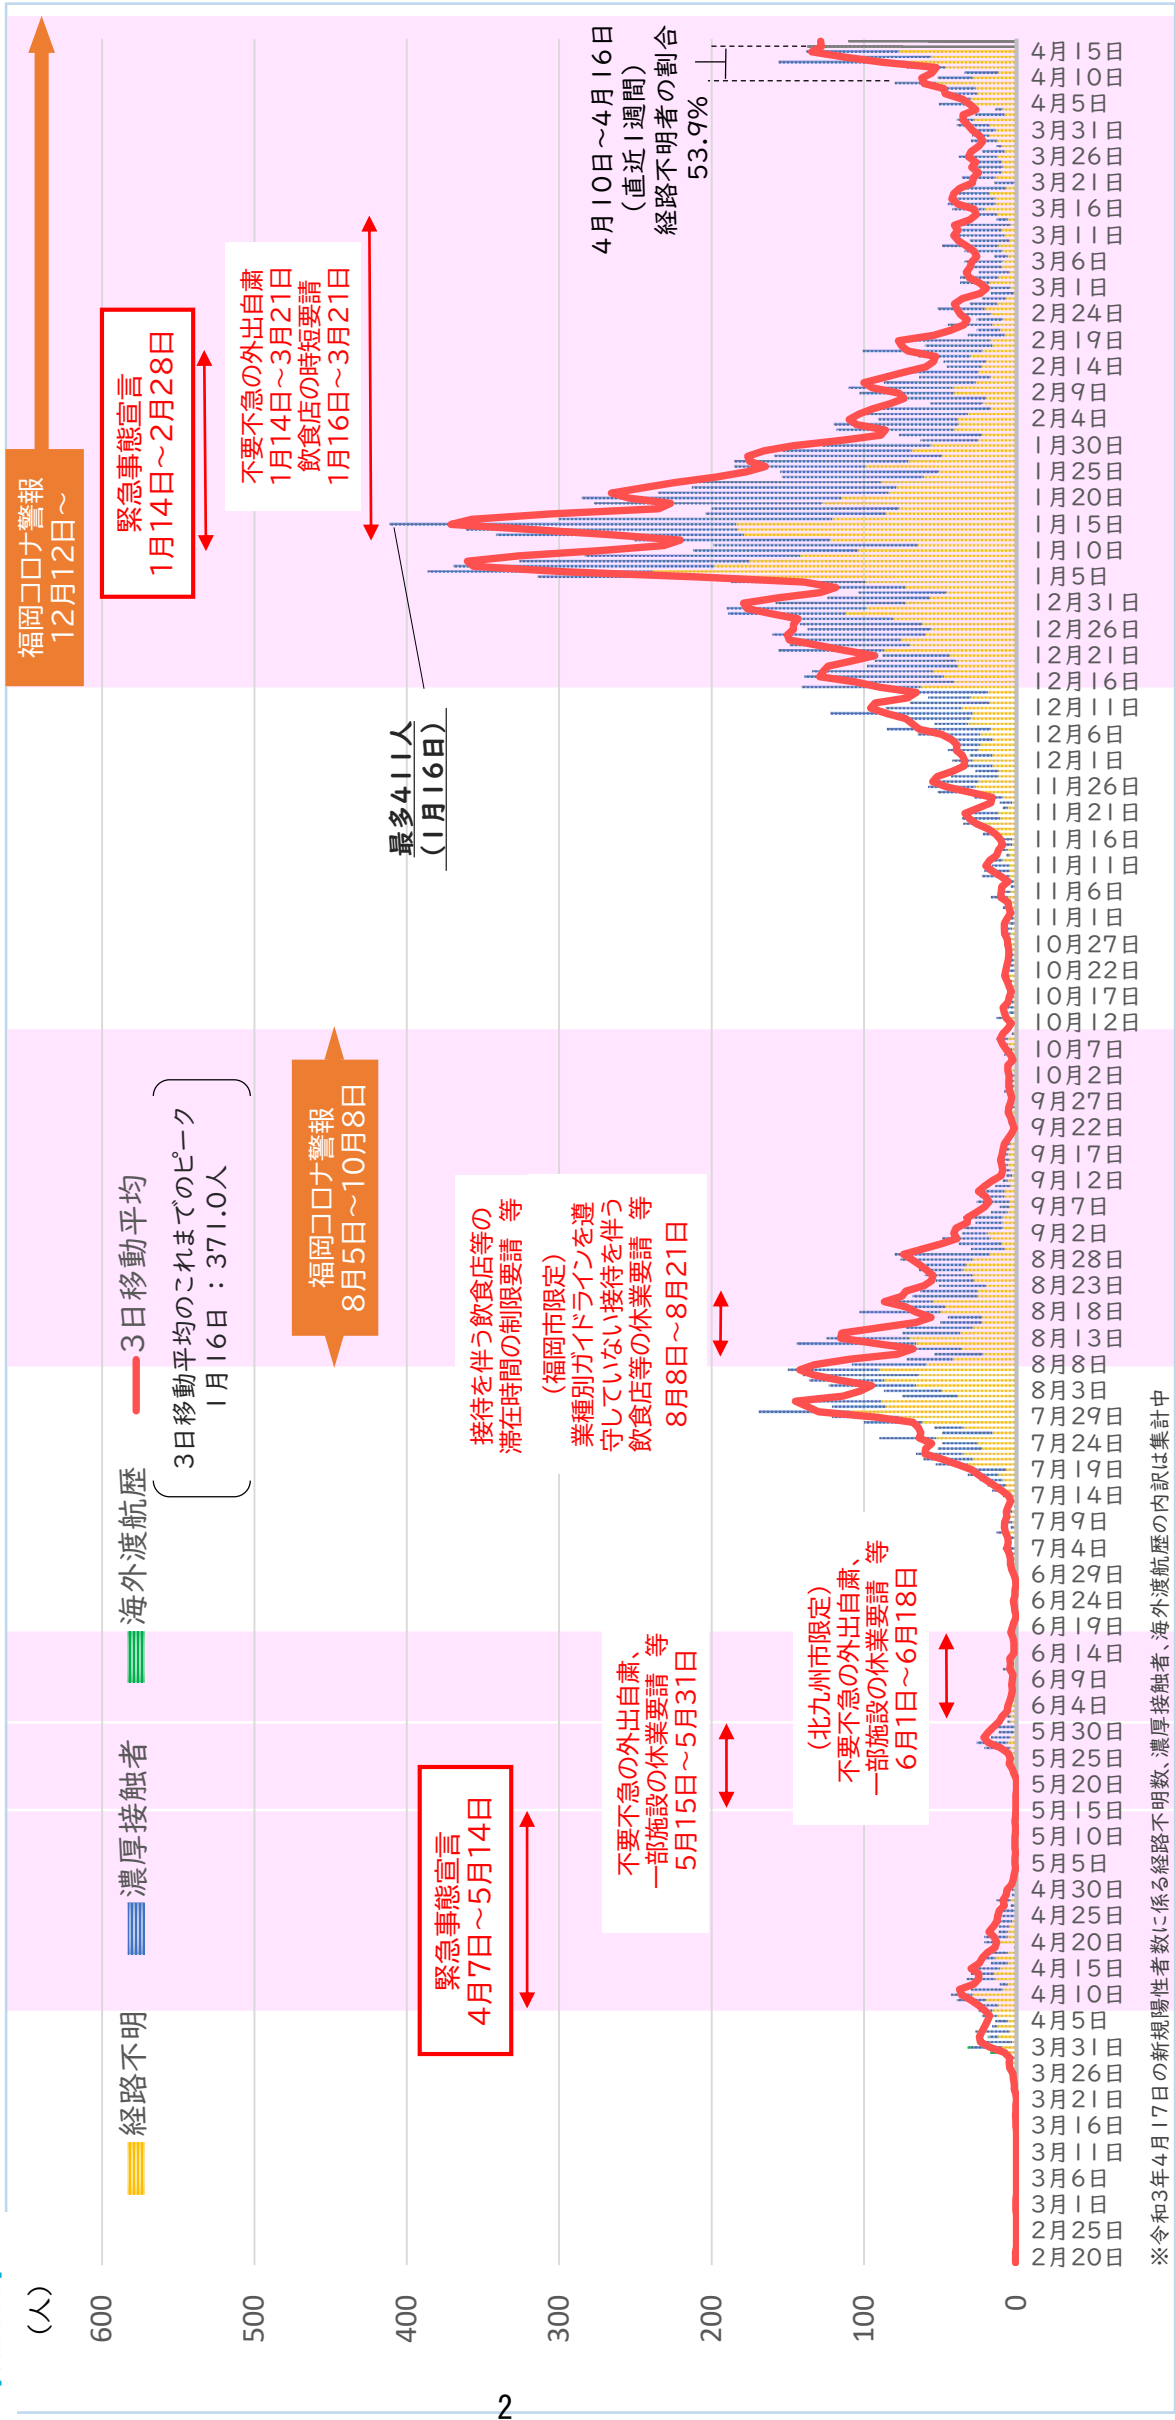 (人)
600
500
400
300
200
100
0
経路不明
濃厚接触者
海外渡航歴
3日移動平均
3日移動平均のこれまでのピーク
1月16日：371.0人
緊急事態宣言
4月7日～5月14日
不要不急の外出自粛、
一部施設の休業要請 等
5月15日～5月31日
(北九州市限定)
不要不急の外出自粛、
一部施設の休業要請 等
6月1日～6月18日
接待を伴う飲食店等の
滞在時間の制限要請 等
(福岡市限定)
業種別ガイドラインを遵
守していない接待を伴う
飲食店等の休業要請 等
8月8日～8月21日
福岡コロナ警報
8月5日～10月8日
最多411人
(1月16日)
福岡コロナ警報
12月12日～
緊急事態宣言
1月14日～2月28日
不要不急の外出自粛
1月14日～3月21日
飲食店の時短要請
1月16日～3月21日
4月10日～4月16日
(直近1週間)
経路不明者の割合
53.9%
2月20日
2月25日
3月1日
3月6日
3月11日
3月16日
3月21日
3月26日
3月31日
4月5日
4月10日
4月15日
4月20日
4月25日
4月30日
5月5日
5月10日
5月15日
5月20日
5月25日
5月30日
6月4日
6月9日
6月14日
6月19日
6月24日
6月29日
7月4日
7月9日
7月14日
7月19日
7月24日
7月29日
8月3日
8月8日
8月13日
8月18日
8月23日
8月28日
9月2日
9月7日
9月12日
9月17日
9月22日
9月27日
10月2日
10月7日
10月12日
10月17日
10月22日
10月27日
11月1日
11月6日
11月11日
11月16日
11月21日
11月26日
12月1日
12月6日
12月11日
12月16日
12月21日
12月26日
12月31日
1月5日
1月10日
1月15日
1月20日
1月25日
1月30日
2月4日
2月9日
2月14日
2月19日
2月24日
3月1日
3月6日
3月11日
3月16日
3月21日
3月26日
3月31日
4月5日
4月10日
4月15日
※令和3年4月17日の新規陽性者数に係る経路不明数、濃厚接触者、海外渡航歴の内訳は集計中
2